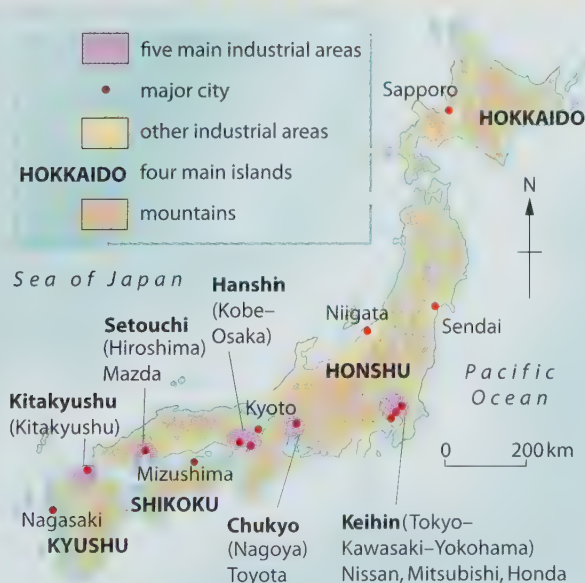 five main industrial areas
major city
other industrial areas
HOKKAIDO four main islands
mountains
Sapporo
HOKKAIDO
N
Sea of Japan
Hanshin
(Kobe–
Osaka)
Setouchi
(Hiroshima)
Mazda
Niigata
Sendai
HONSHU
Pacific
Ocean
Kitakyushu
(Kitakyushu)
Kyoto
0 200 km
Mizushima
SHIKOKU
Nagasaki
KYUSHU
Chukyo
(Nagoya)
Toyota
Keihin (Tokyo–
Kawasaki–Yokohama)
Nissan, Mitsubishi, Honda